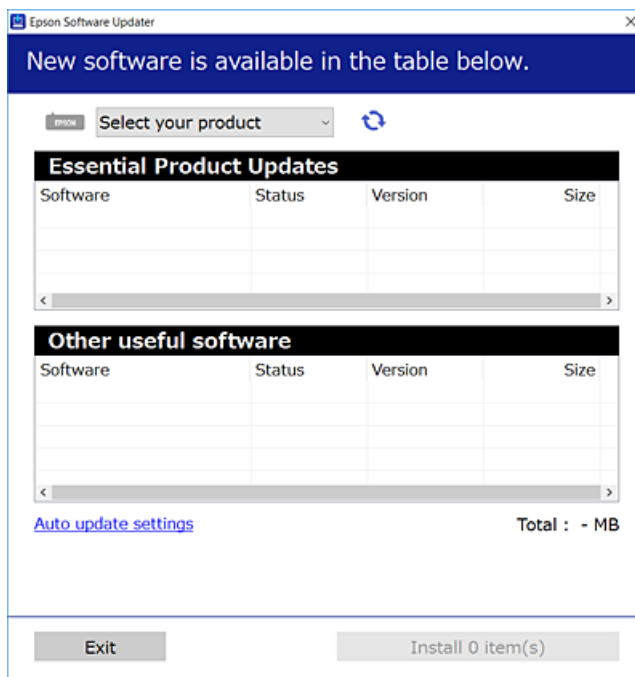 Epson Software Updater
New software is available in the table below.
EPSON Select your product
Essential Product Updates
Software Status Version Size
Other useful software
Software Status Version Size
Auto update settings Total : - MB
Exit Install 0 item(s)